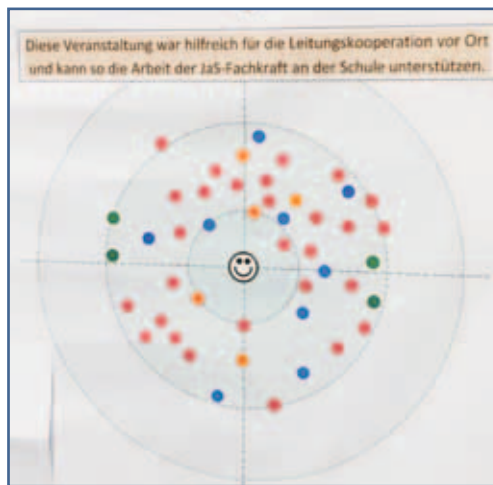 Diese Veranstaltung war hilfreich für die Leitungskooperation vor Ort
und kann so die Arbeit der JaS-Fachkraft an der Schule unterstützen.